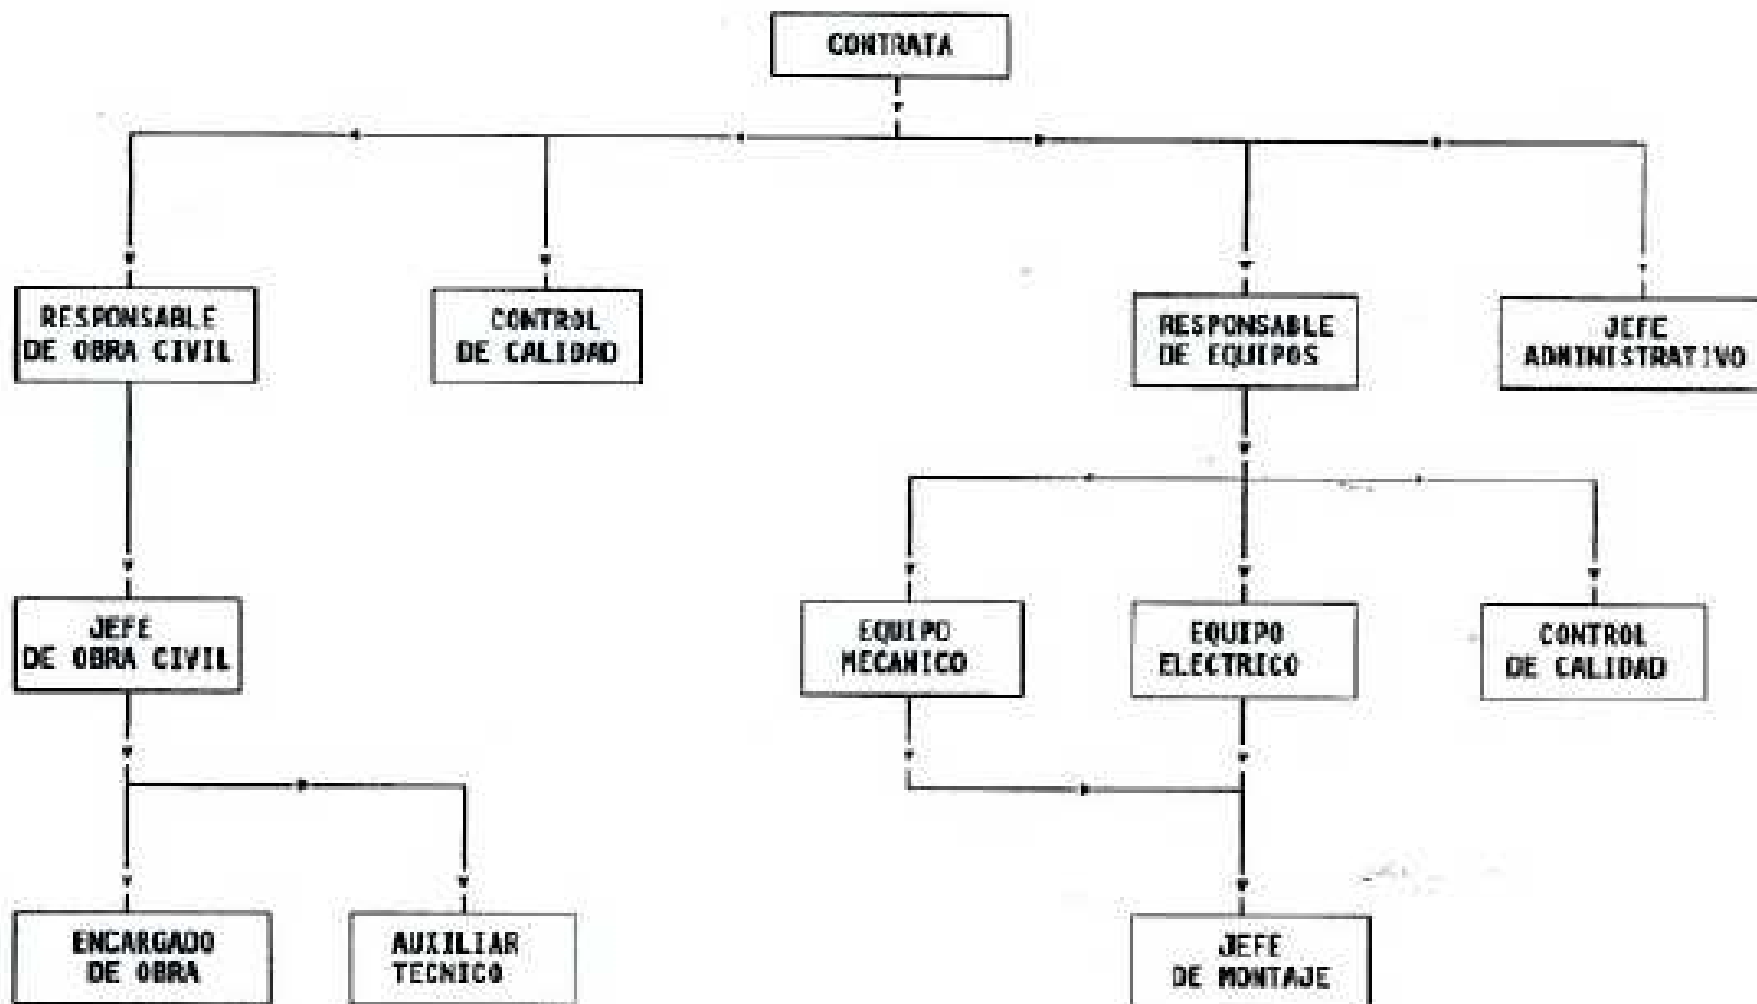 CONTRATA
RESPONSABLE
DE OBRA CIVIL
CONTROL
DE CALIDAD
RESPONSABLE
DE EQUIPOS
JEFE
ADMINISTRATIVO
JEFE
DE OBRA CIVIL
EQUIPO
MECANICO
EQUIPO
ELECTRICO
CONTROL
DE CALIDAD
ENCARGADO
DE OBRA
AUXILIAR
TECNICO
JEFE
DE MONTAJE